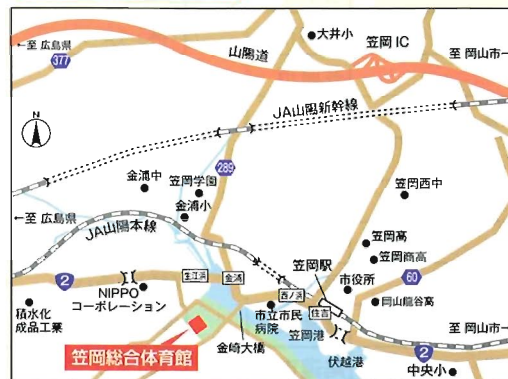 ←至 広島県
377
山陽道
大井小
笠岡 IC
至 岡山市→
N
JA山陽新幹線
289
金浦中
笠岡学園
金浦小
笠岡西中
←至 広島県
JA山陽本線
笠岡高
笠岡商高
60
笠岡駅
市役所
岡山龍谷高
2
生江浜
金浦
西ノ浜
住吉
NIPPO
コーポレーション
積水化
成品工業
市立市民
病院
笠岡港
伏越港
至 岡山市→
2
金崎大橋
中央小
笠岡総合体育館